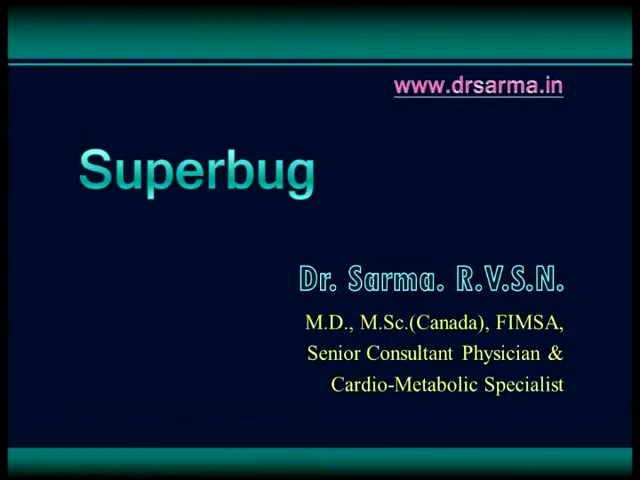 www.drsarma.in
Superbug
Dr. Sarma. R.V.S.N.
M.D., M.Sc.(Canada), FIMSA,
Senior Consultant Physician &
Cardio-Metabolic Specialist